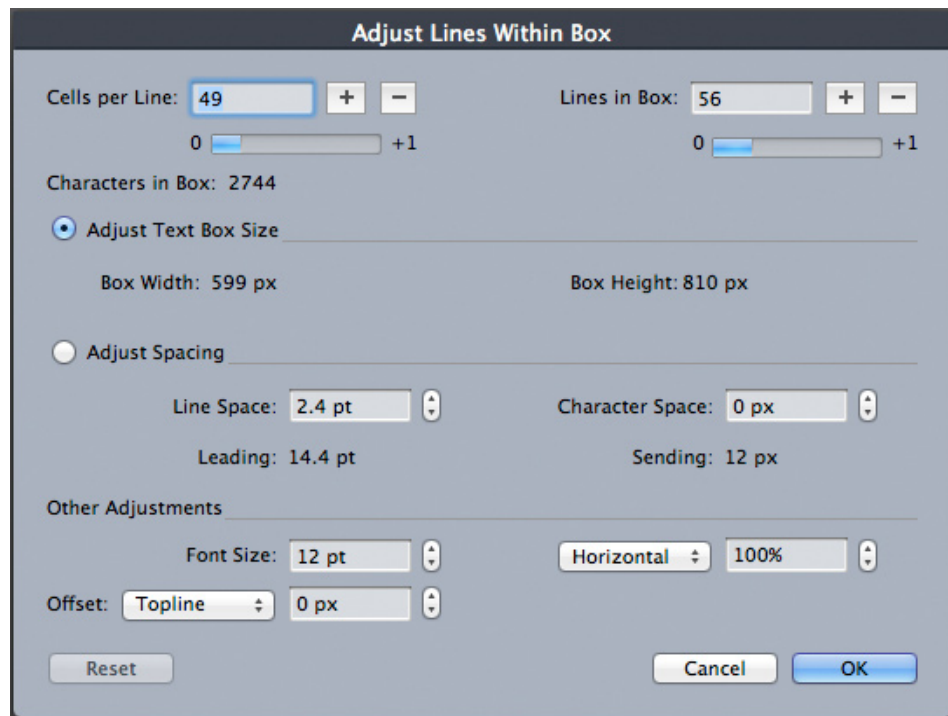 Adjust Lines Within Box
Cells per Line: 49 + − Lines in Box: 56 + −
0 +1 0 +1
Characters in Box: 2744
Adjust Text Box Size
Box Width: 599 px Box Height: 810 px
Adjust Spacing
Line Space: 2.4 pt Character Space: 0 px
Leading: 14.4 pt Sending: 12 px
Other Adjustments
Font Size: 12 pt Horizontal 100%
Offset: Topline 0 px
Reset Cancel OK